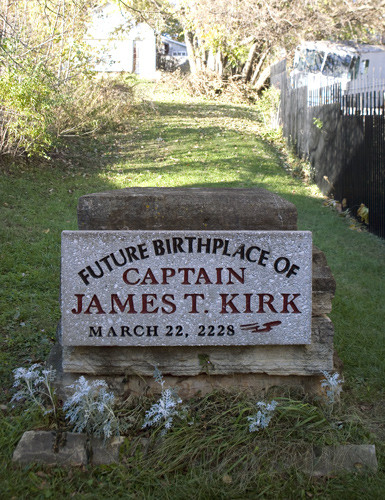 FUTURE BIRTHPLACE OF
CAPTAIN
JAMES T. KIRK
MARCH 22, 2228